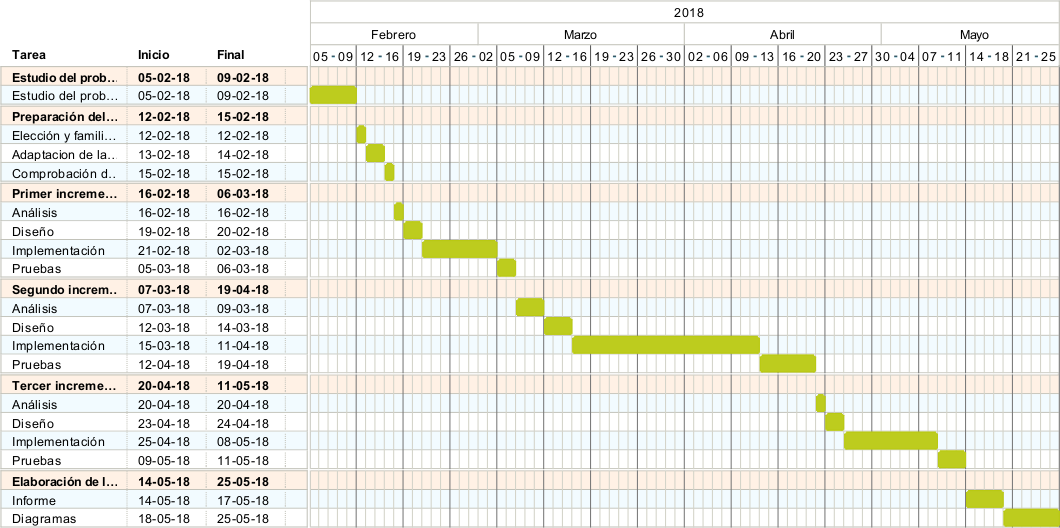 2018
Febrero Marzo Abril Mayo
Tarea Inicio Final 05 - 09 12 - 16 19 - 23 26 - 02 05 - 09 12 - 16 19 - 23 26 - 30 02 - 06 09 - 13 16 - 20 23 - 27 30 - 04 07 - 11 14 - 18 21 - 25
Estudio del prob... 05-02-18 09-02-18
Estudio del prob... 05-02-18 09-02-18
Preparación del... 12-02-18 15-02-18
Elección y famili... 12-02-18 12-02-18
Adaptacion de la... 13-02-18 14-02-18
Comprobación d... 15-02-18 15-02-18
Primer increme... 16-02-18 06-03-18
Análisis 16-02-18 16-02-18
Diseño 19-02-18 20-02-18
Implementación 21-02-18 02-03-18
Pruebas 05-03-18 06-03-18
Segundo increm... 07-03-18 19-04-18
Análisis 07-03-18 09-03-18
Diseño 12-03-18 14-03-18
Implementación 15-03-18 11-04-18
Pruebas 12-04-18 19-04-18
Tercer increme... 20-04-18 11-05-18
Análisis 20-04-18 20-04-18
Diseño 23-04-18 24-04-18
Implementación 25-04-18 08-05-18
Pruebas 09-05-18 11-05-18
Elaboración de l... 14-05-18 25-05-18
Informe 14-05-18 17-05-18
Diagramas 18-05-18 25-05-18